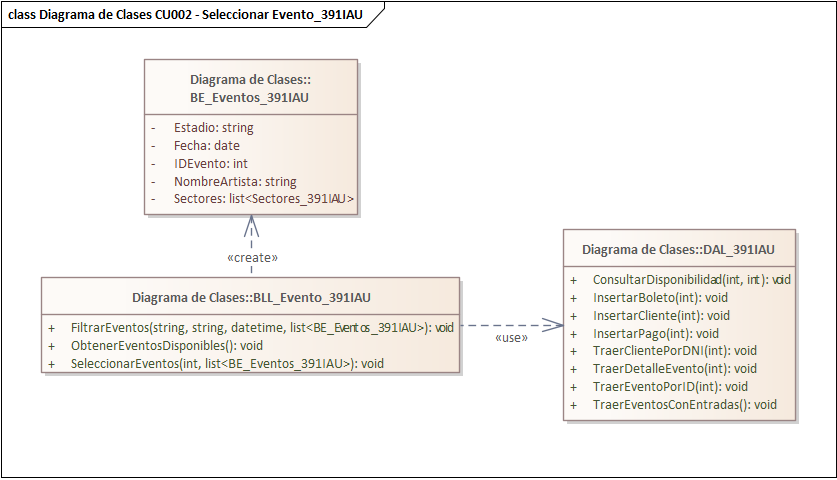 class Diagrama de Clases CU002 - Seleccionar Evento_391IAU
Diagrama de Clases::
BE_Eventos_391IAU
- Estadio: string
- Fecha: date
- IDEvento: int
- NombreArtista: string
- Sectores: list<Sectores_391IAU>
«create»
Diagrama de Clases::BLL_Evento_391IAU
+ FiltrarEventos(string, string, datetime, list<BE_Eventos_391IAU>): void
+ ObtenerEventosDisponibles(): void
+ SeleccionarEventos(int, list<BE_Eventos_391IAU>): void
«use»
Diagrama de Clases::DAL_391IAU
+ ConsultarDisponibilidad(int, int): void
+ InsertarBoleto(int): void
+ InsertarCliente(int): void
+ InsertarPago(int): void
+ TraerClientePorDNI(int): void
+ TraerDetalleEvento(int): void
+ TraerEventoPorID(int): void
+ TraerEventosConEntradas(): void